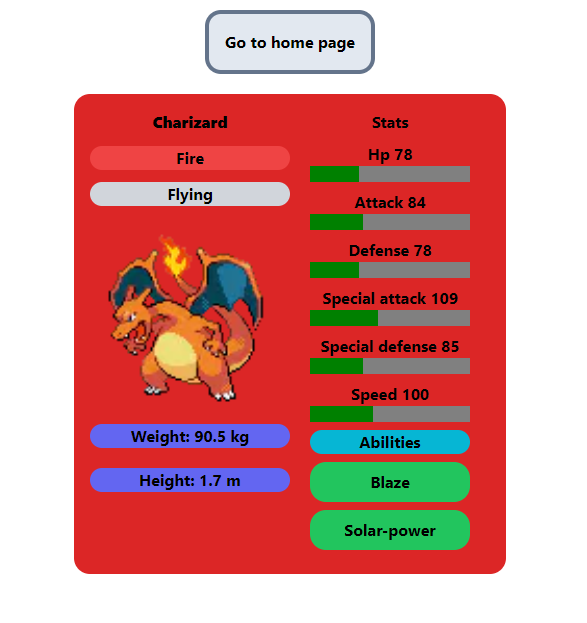 Go to home page
Charizard
Fire
Flying
Weight: 90.5 kg
Height: 1.7 m
Stats
Hp 78
Attack 84
Defense 78
Special attack 109
Special defense 85
Speed 100
Abilities
Blaze
Solar-power